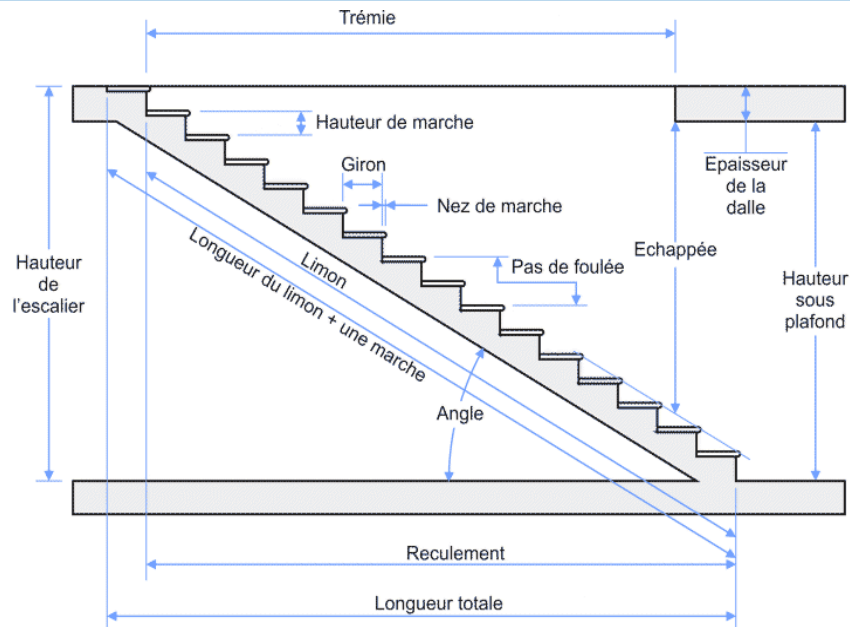 Trémie
Hauteur de marche
Giron
Nez de marche
Epaisseur
de la
dalle
Echappée
Pas de foulée
Hauteur
de
l'escalier
Limon
Longueur du limon + une marche
Hauteur
sous
plafond
Angle
Reculement
Longueur totale